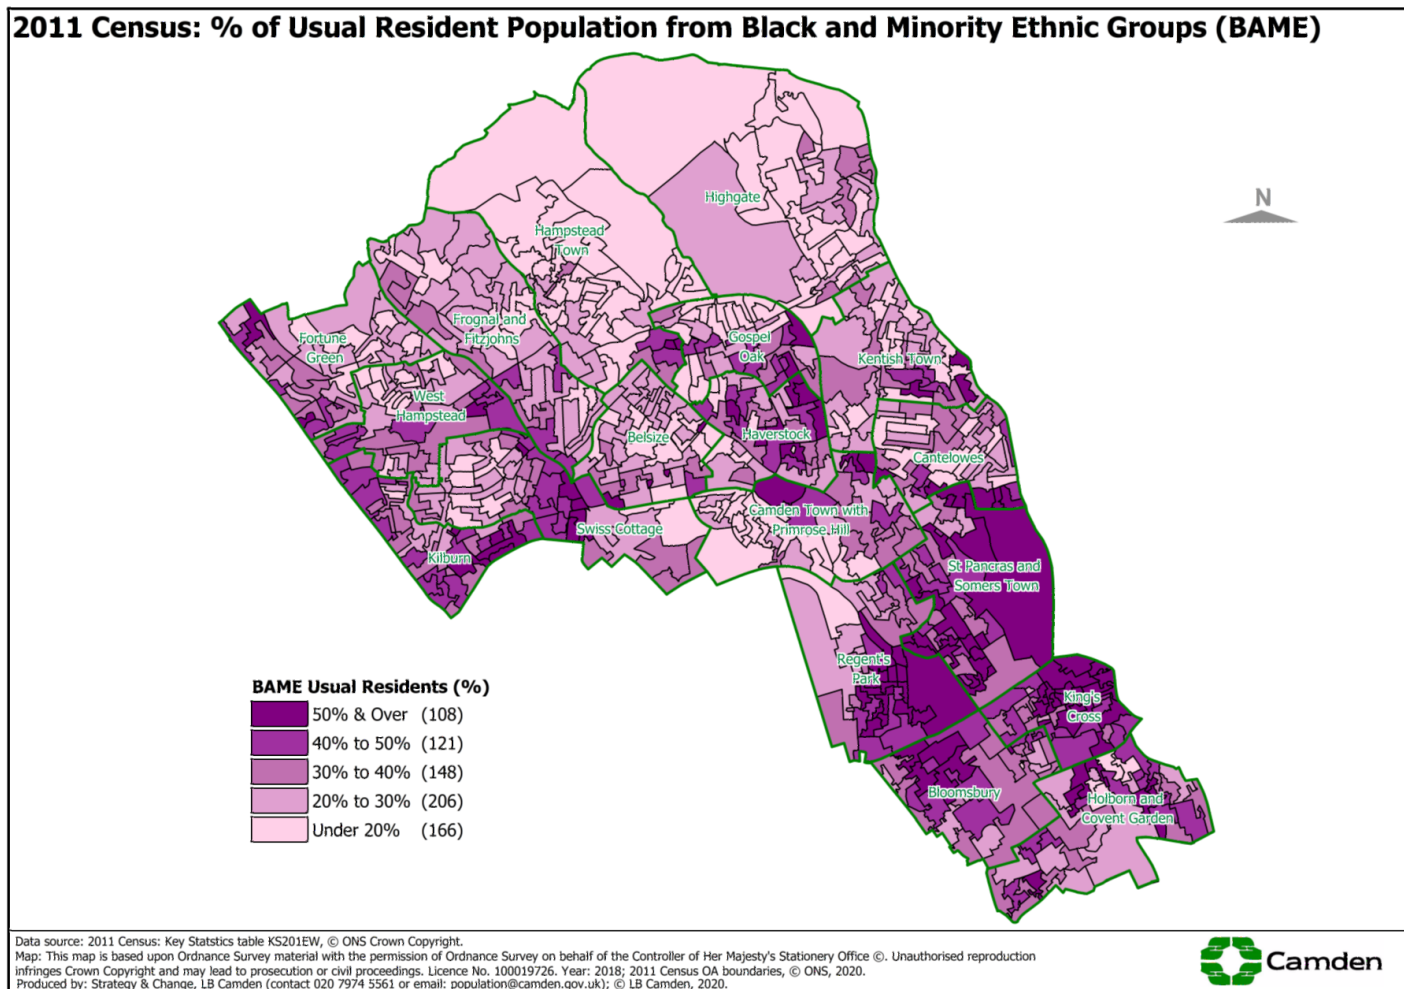 2011 Census: % of Usual Resident Population from Black and Minority Ethnic Groups (BAME)
N
Highgate
Hampstead
Town
Frognal and
Fitzjohns
Fortune
Green
Gospel
Oak
Kentish Town
West
Hampstead
Belsize
Haverstock
Cantelowes
Camden Town with
Primrose Hill
Swiss Cottage
Kilburn
St Pancras and
Somers Town
Regent's
Park
King's
Cross
Bloomsbury
Holborn and
Covent Garden
BAME Usual Residents (%)
50% & Over (108)
40% to 50% (121)
30% to 40% (148)
20% to 30% (206)
Under 20% (166)
Data source: 2011 Census: Key Statstics table KS201EW, © ONS Crown Copyright.
Map: This map is based upon Ordnance Survey material with the permission of Ordnance Survey on behalf of the Controller of Her Majesty's Stationery Office ©. Unauthorised reproduction
infringes Crown Copyright and may lead to prosecution or civil proceedings. Licence No. 100019726. Year: 2018; 2011 Census OA boundaries, © ONS, 2020.
Produced by: Strategy & Change, LB Camden (contact 020 7974 5561 or email: population@camden.gov.uk); © LB Camden, 2020.
Camden